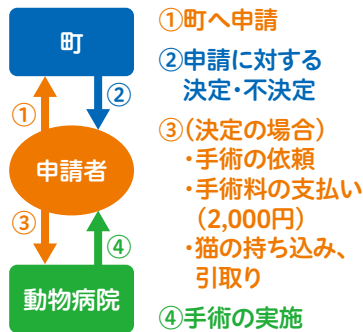 町
①
②
申請者
③
④
動物病院
①町へ申請
②申請に対する
決定・不決定
③(決定の場合)
・手術の依頼
・手術料の支払い
(2,000円)
・猫の持ち込み、
引取り
④手術の実施